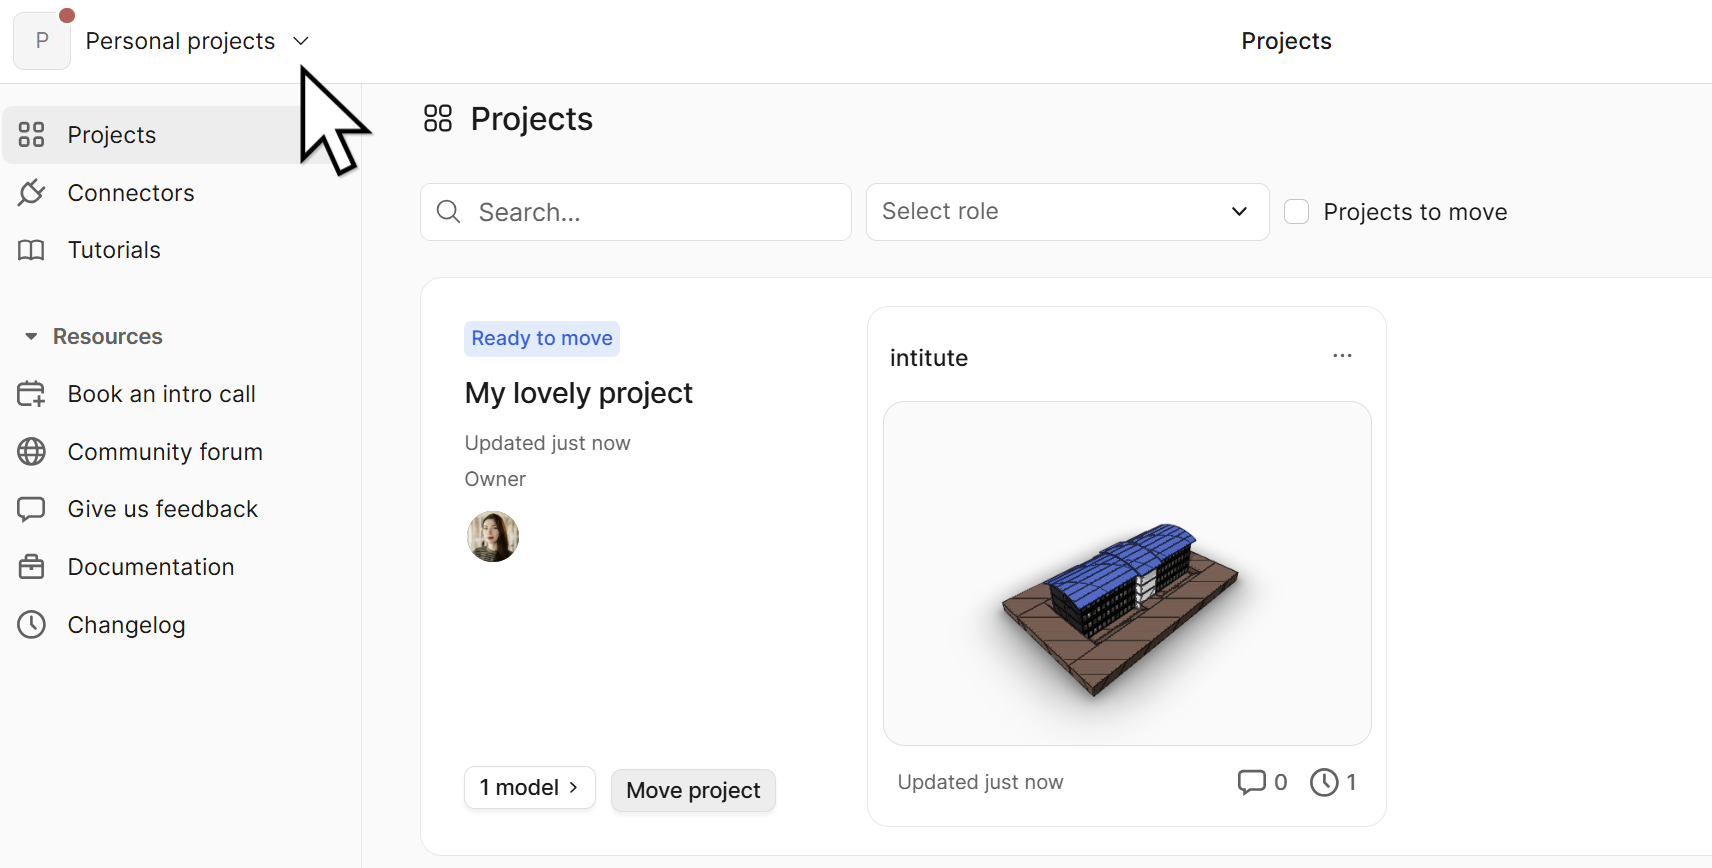 P
Personal projects
Projects
Projects
Connectors
Tutorials
Resources
Book an intro call
Community forum
Give us feedback
Documentation
Changelog
Projects
Search...
Select role
Projects to move
Ready to move
My lovely project
Updated just now
Owner
1 model
Move project
intitute
Updated just now
0
1